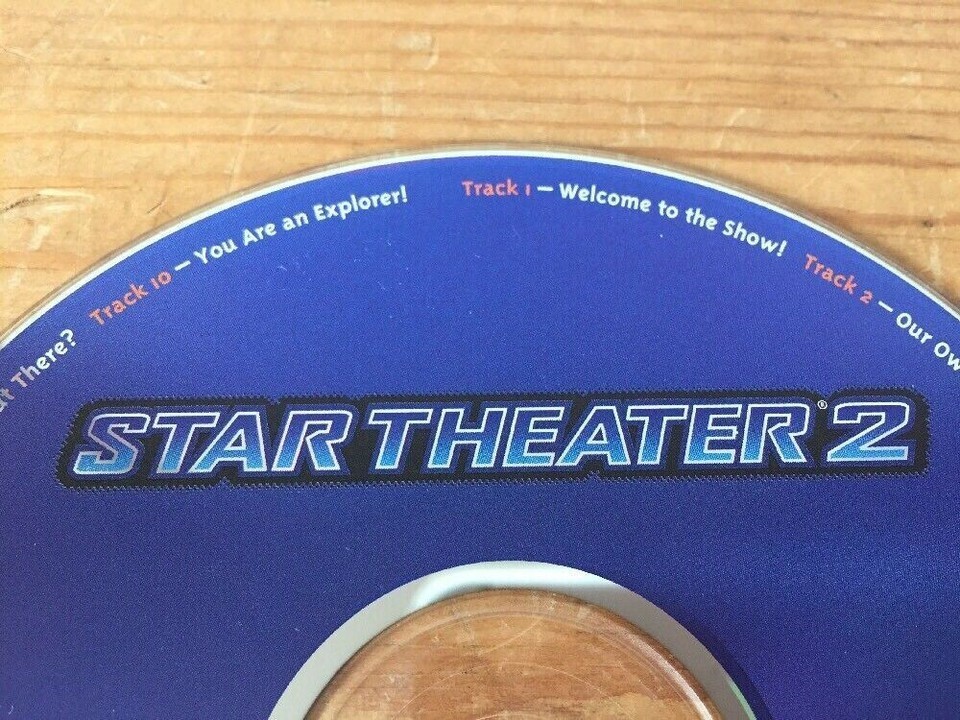 Track 1 – Welcome to the Show!
Track 2 – Our
There?
Track 10 – You Are an Explorer!
STAR THEATER® 2